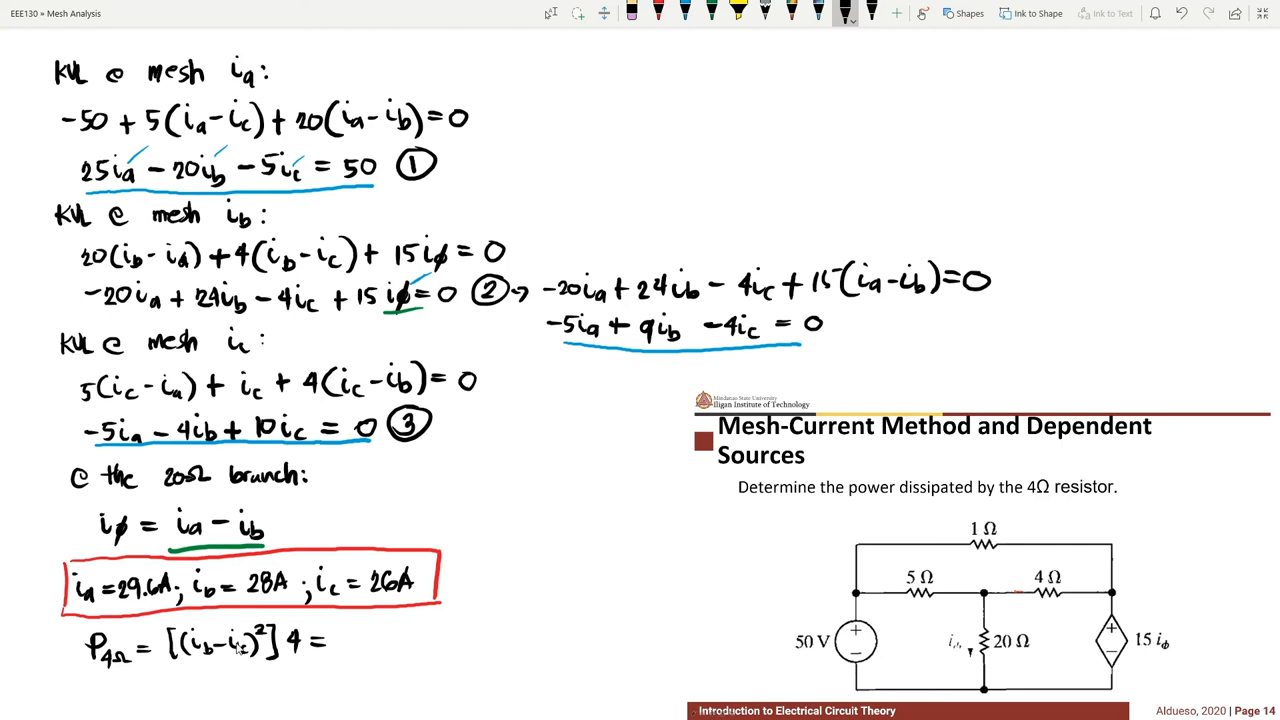 EEE130 » Mesh Analysis
Shapes Ink to Shape Ink to Text
KVL @ mesh ia:
-50 + 5(ia-ic) + 20(ia-ib) = 0
25ia - 20ib - 5ic = 50 ①
KVL @ mesh ib:
20(ib-ia) + 4(ib-ic) + 15iφ = 0
-20ia + 24ib - 4ic + 15iφ = 0 ② → -20ia + 24ib - 4ic + 15(ia-ib) = 0
-5ia + 9ib - 4ic = 0
KVL @ mesh ic:
5(ic-ia) + ic + 4(ic-ib) = 0
-5ia - 4ib + 10ic = 0 ③
@ the 20Ω branch:
iφ = ia - ib
ia = 29.6A; ib = 28A; ic = 26A
P4Ω = [(ib-ic)²] 4 =
Mindanao State University
Iligan Institute of Technology
Mesh-Current Method and Dependent
Sources
Determine the power dissipated by the 4Ω resistor.
1 Ω
5 Ω 4 Ω
50 V iφ 20 Ω 15 iφ
Introduction to Electrical Circuit Theory Aldueso, 2020 | Page 14